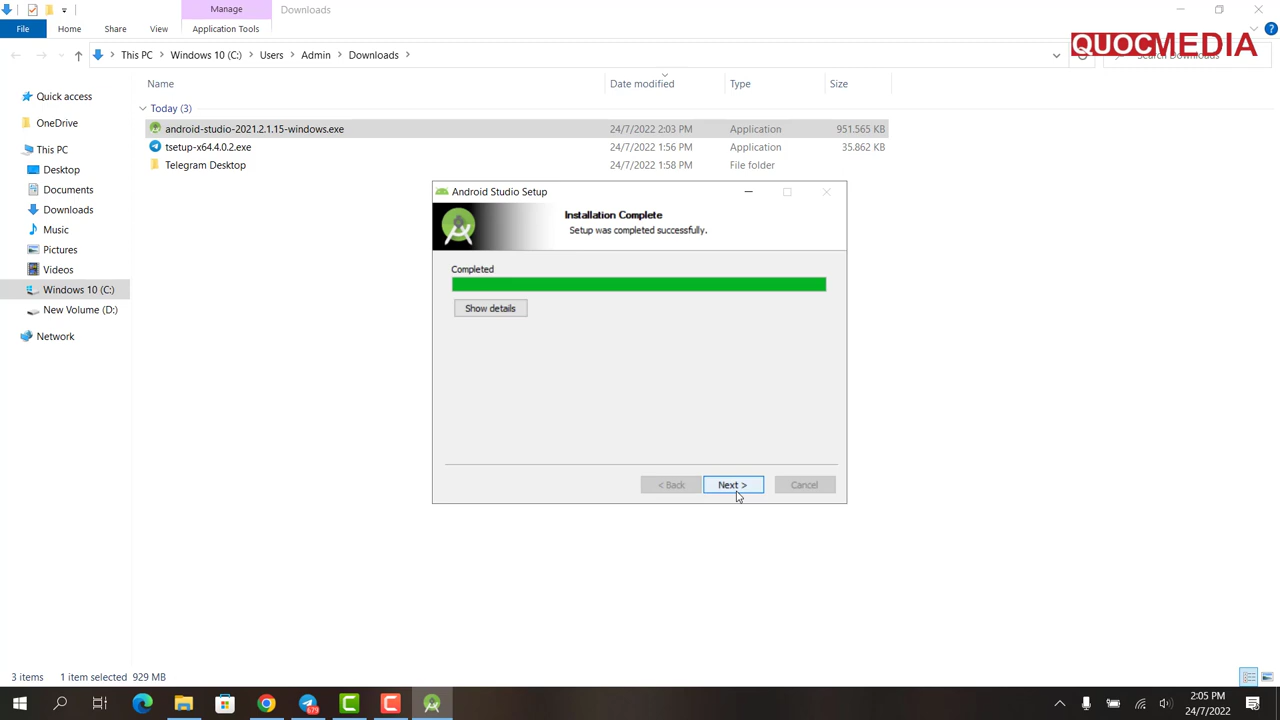 Manage
Downloads
File
Home
Share
View
Application Tools
This PC
Windows 10 (C:)
Users
Admin
Downloads
Search Downloads
QUOCMEDIA
Name
Date modified
Type
Size
Quick access
OneDrive
This PC
Desktop
Documents
Downloads
Music
Pictures
Videos
Windows 10 (C:)
New Volume (D:)
Network
Today (3)
android-studio-2021.2.1.15-windows.exe 24/7/2022 2:03 PM Application 951.565 KB
tsetup-x64.4.0.2.exe 24/7/2022 1:56 PM Application 35.862 KB
Telegram Desktop 24/7/2022 1:58 PM File folder
Android Studio Setup
Installation Complete
Setup was completed successfully.
Completed
Show details
< Back
Next >
Cancel
3 items 1 item selected 929 MB
679
2:05 PM
24/7/2022